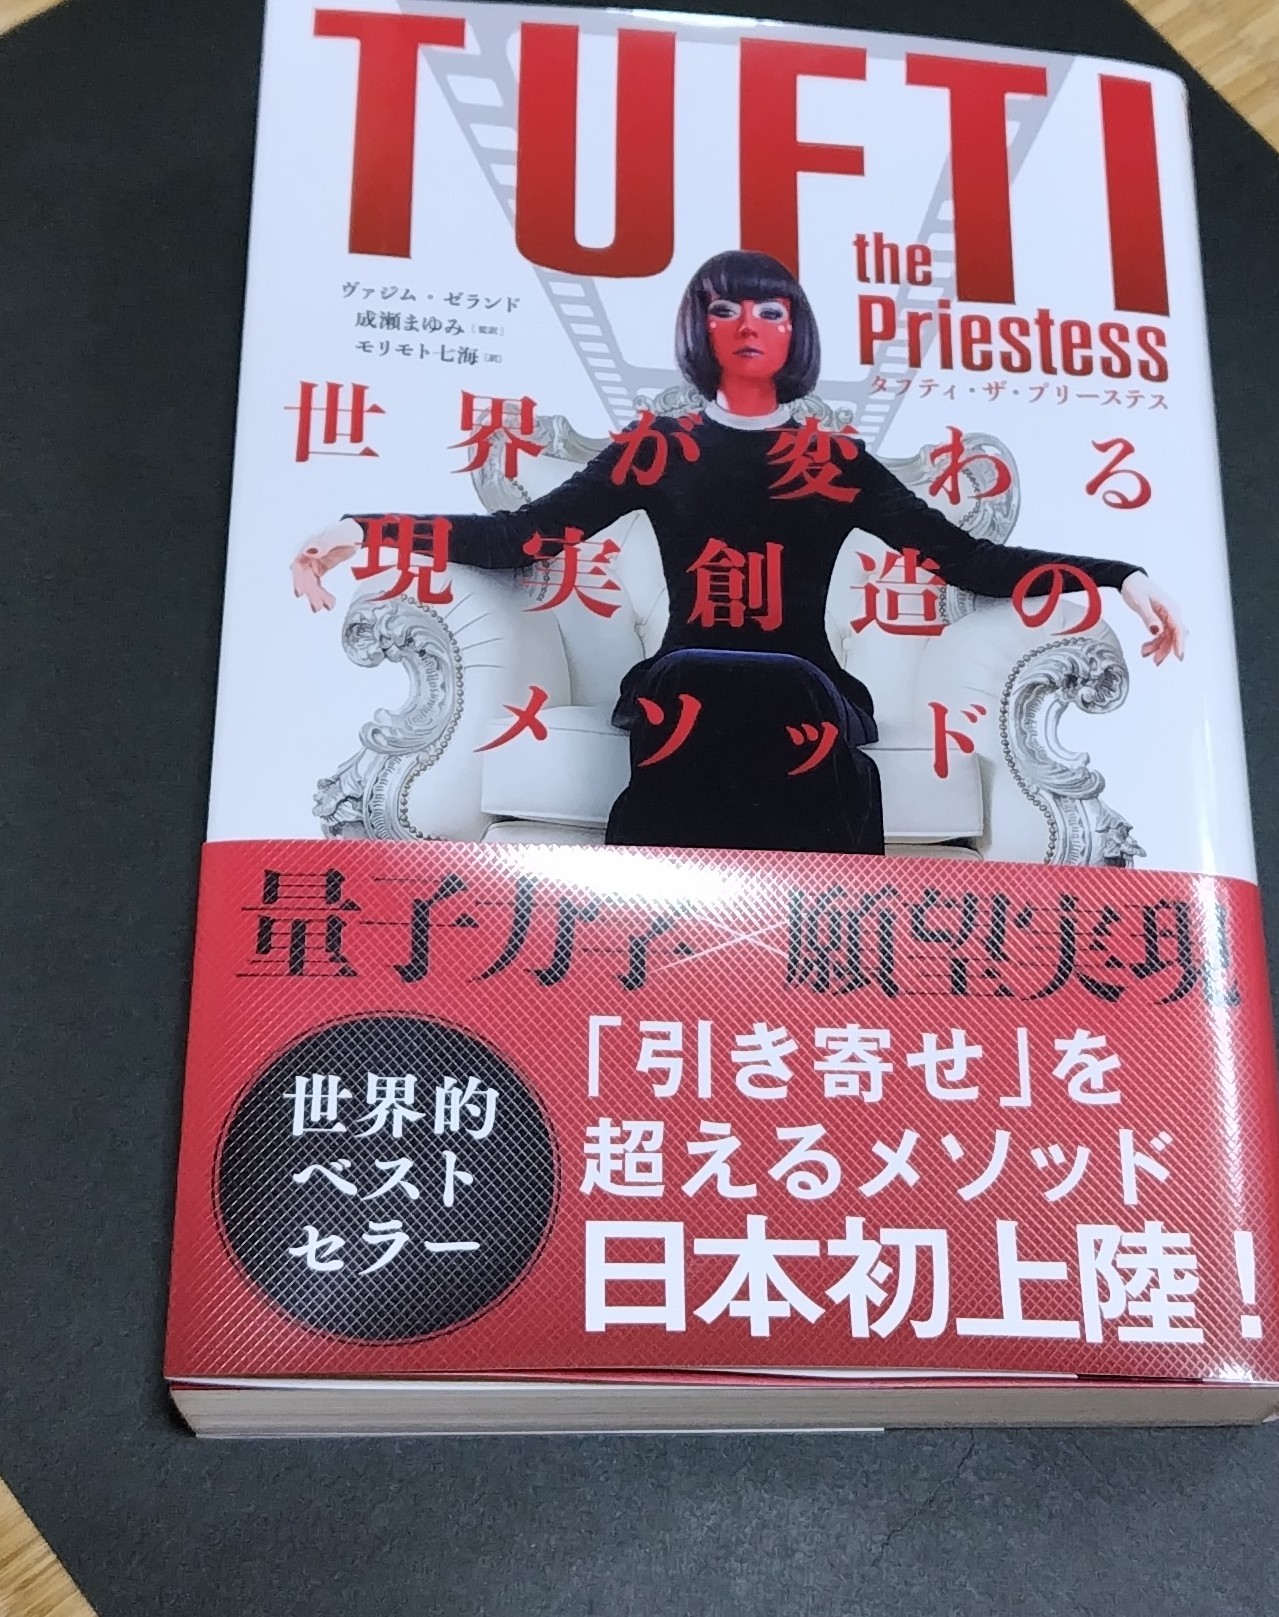 TUFTI
the
Priestess
タフティ・ザ・プリーステス
ヴァジム・ゼランド
成瀬まゆみ[監訳]
モリモト七海[訳]
世界が変わる
現実創造の
メソッド
量子力学×願望実現
世界的
ベスト
セラー
「引き寄せ」を
超えるメソッド
日本初上陸!